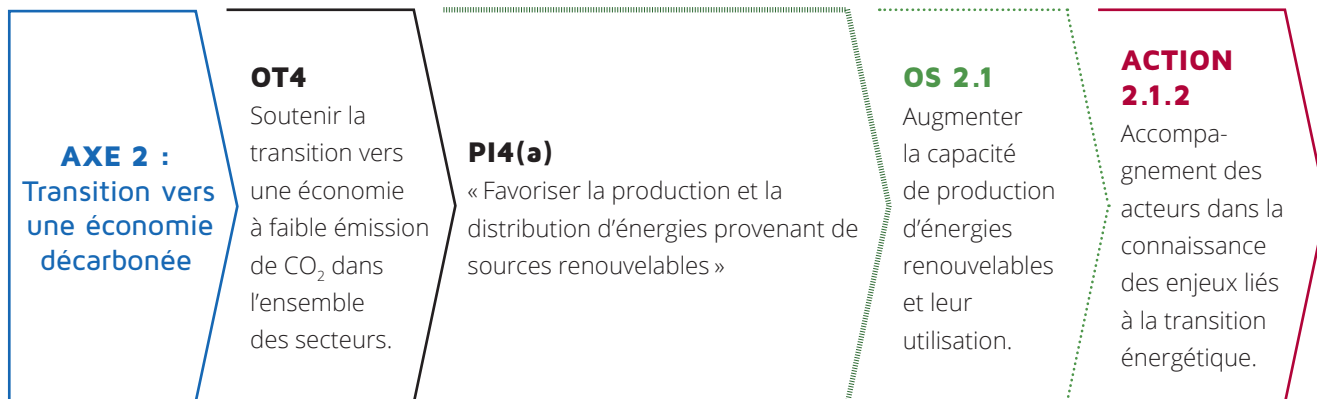 AXE 2 :
Transition vers
une économie
décarbonée
OT4
Soutenir la
transition vers
une économie
à faible émission
de CO₂ dans
l’ensemble
des secteurs.
PI4(a)
« Favoriser la production et la
distribution d’énergies provenant de
sources renouvelables »
OS 2.1
Augmenter
la capacité
de production
d’énergies
renouvelables
et leur
utilisation.
ACTION
2.1.2
Accompa-
gnement des
acteurs dans la
connaissance
des enjeux liés
à la transition
énergétique.